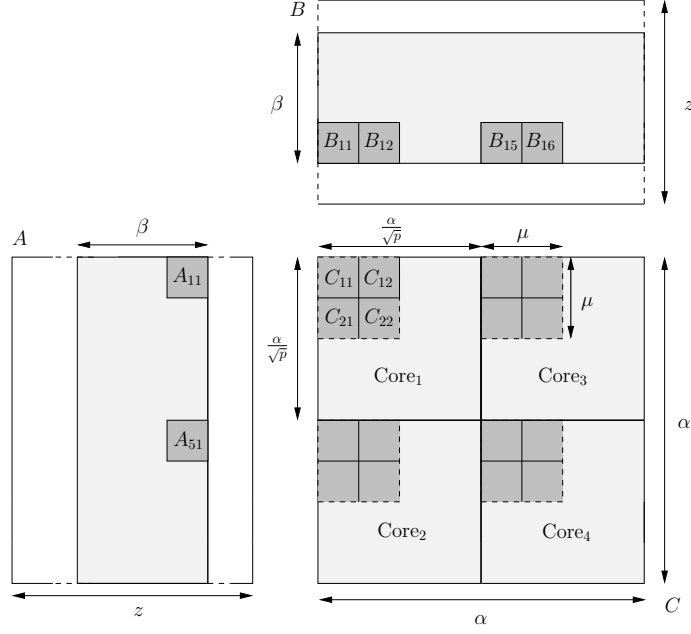 B
β
z
B₁₁ B₁₂ B₁₅ B₁₆
A
β
α/√p
μ
A₁₁
C₁₁ C₁₂
C₂₁ C₂₂
μ
α/√p
Core₁ Core₃
α
A₅₁
Core₂ Core₄
z
α
C